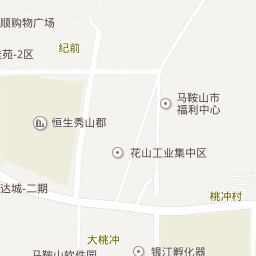 顺购物广场
纪前
苑-2区
马鞍山市
福利中心
恒生秀山郡
花山工业集中区
达城-二期
桃冲村
大桃冲
马鞍山软件园
银江孵化器